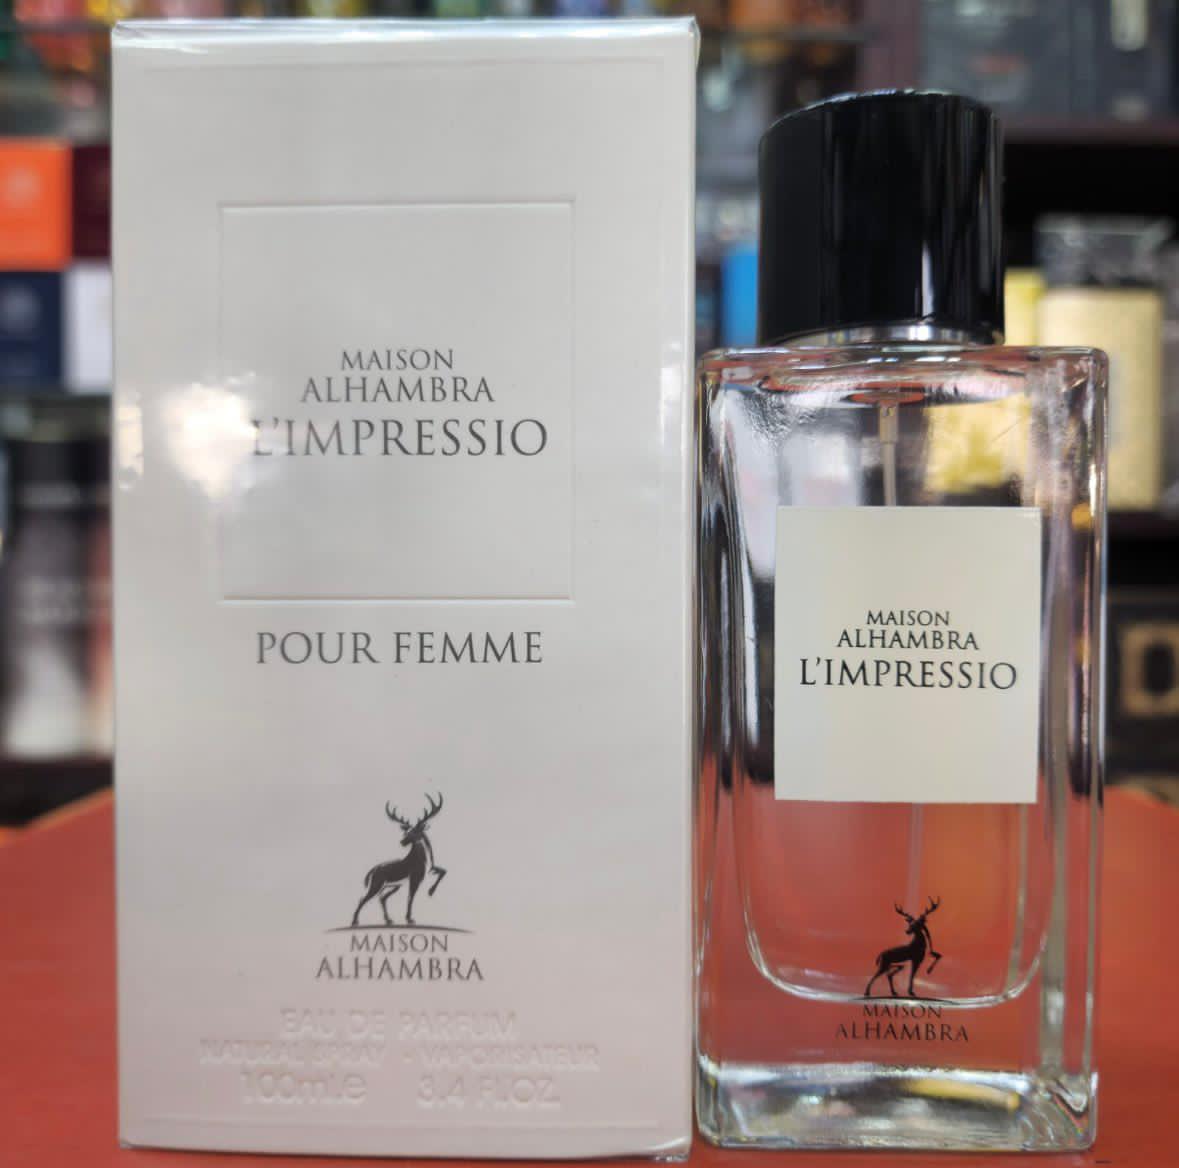 MAISON
ALHAMBRA
L'IMPRESSIO
POUR FEMME
MAISON
ALHAMBRA
EAU DE PARFUM
NATURAL SPRAY - VAPORISATEUR
100ml.e 3.4 Fl.OZ
MAISON
ALHAMBRA
L'IMPRESSIO
MAISON
ALHAMBRA